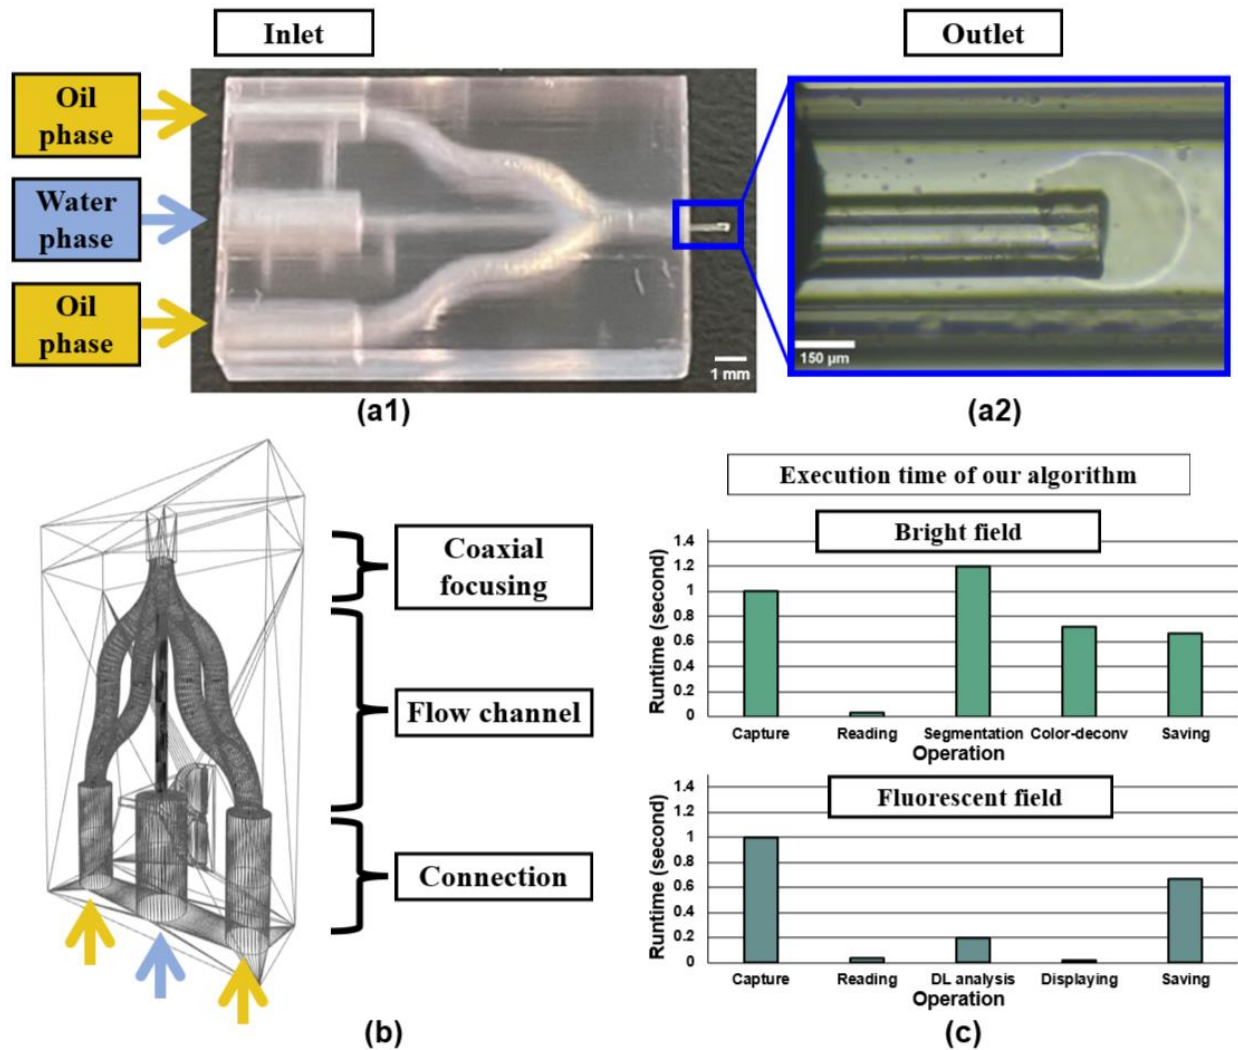 Inlet
Outlet
Oil
phase
Water
phase
Oil
phase
1 mm
150 µm
(a1)
(a2)
Coaxial
focusing
Flow channel
Connection
(b)
Execution time of our algorithm
Bright field
Runtime (second)
1.4
1.2
1
0.8
0.6
0.4
0.2
0
Capture
Reading
Segmentation
Color-deconv
Saving
Operation
Fluorescent field
Runtime (second)
1.4
1.2
1
0.8
0.6
0.4
0.2
0
Capture
Reading
DL analysis
Displaying
Saving
Operation
(c)